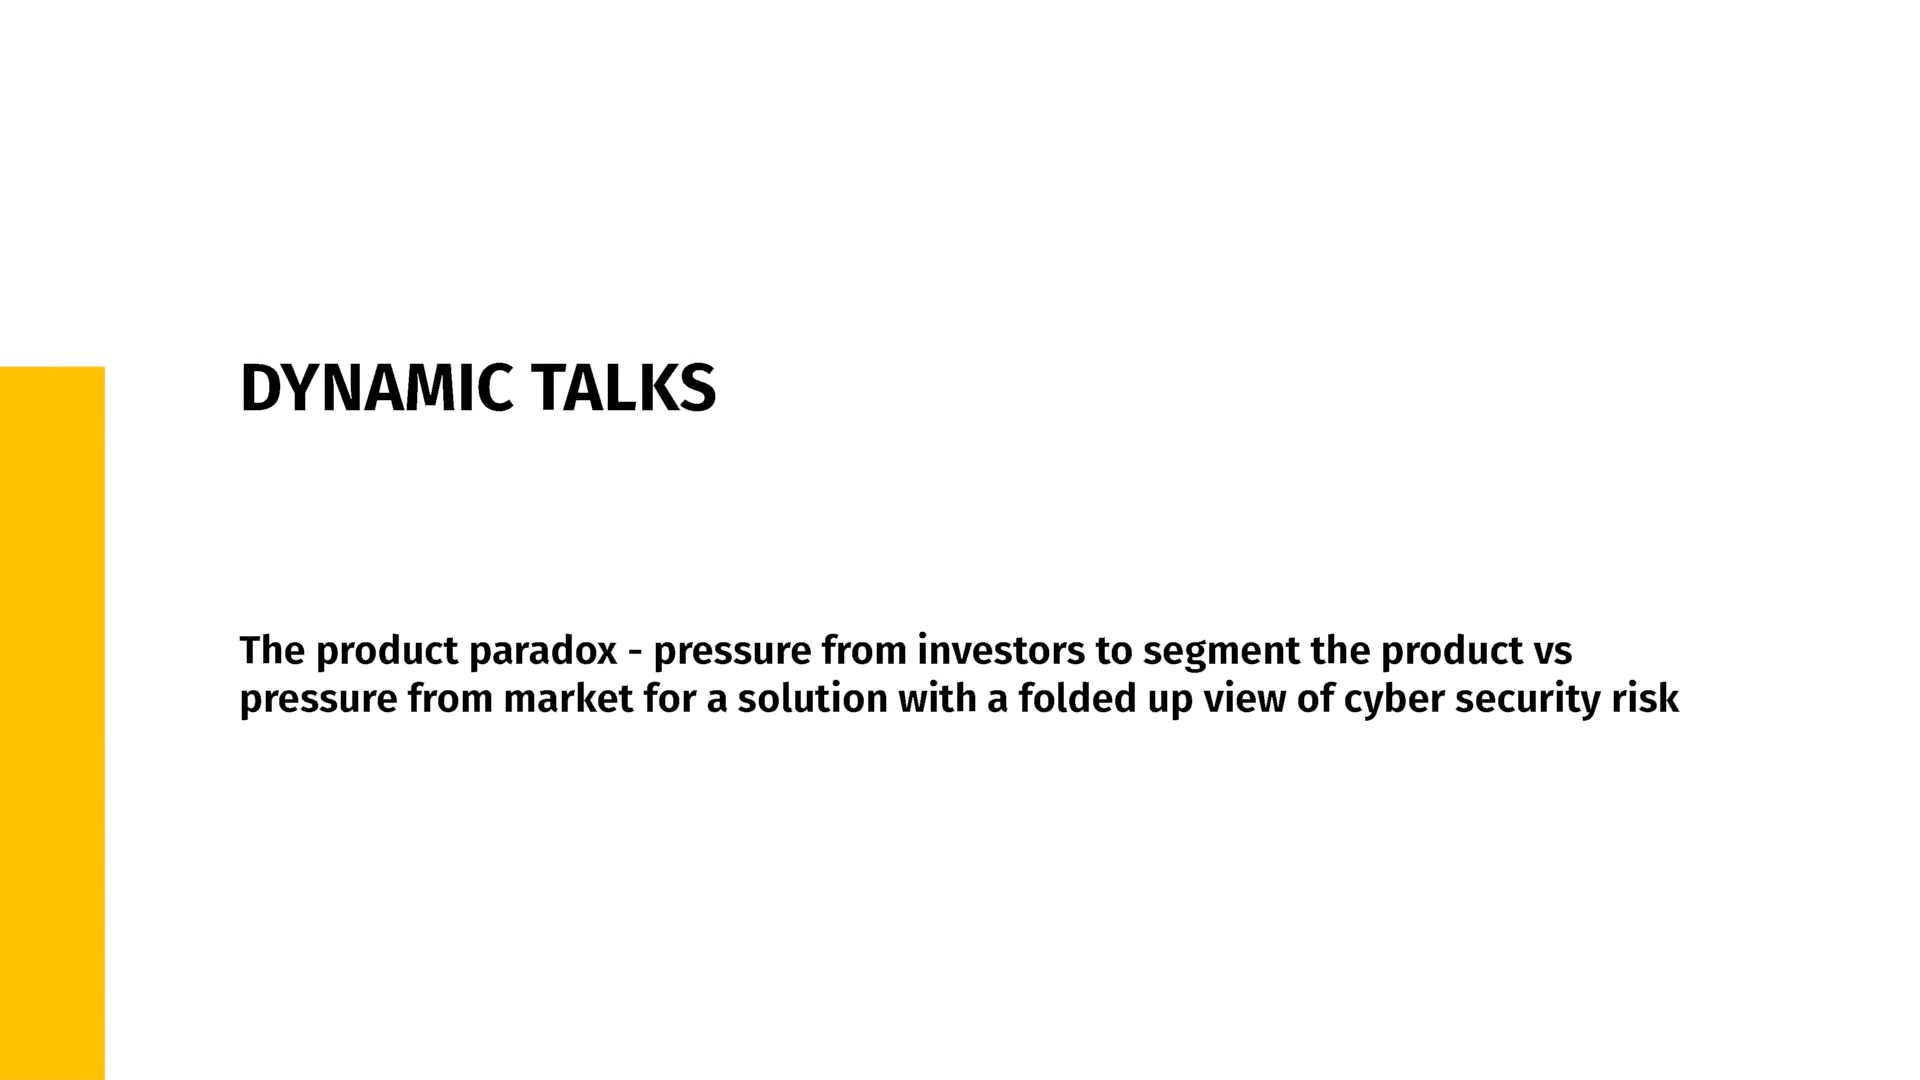 DYNAMIC TALKS
The product paradox - pressure from investors to segment the product vs
pressure from market for a solution with a folded up view of cyber security risk